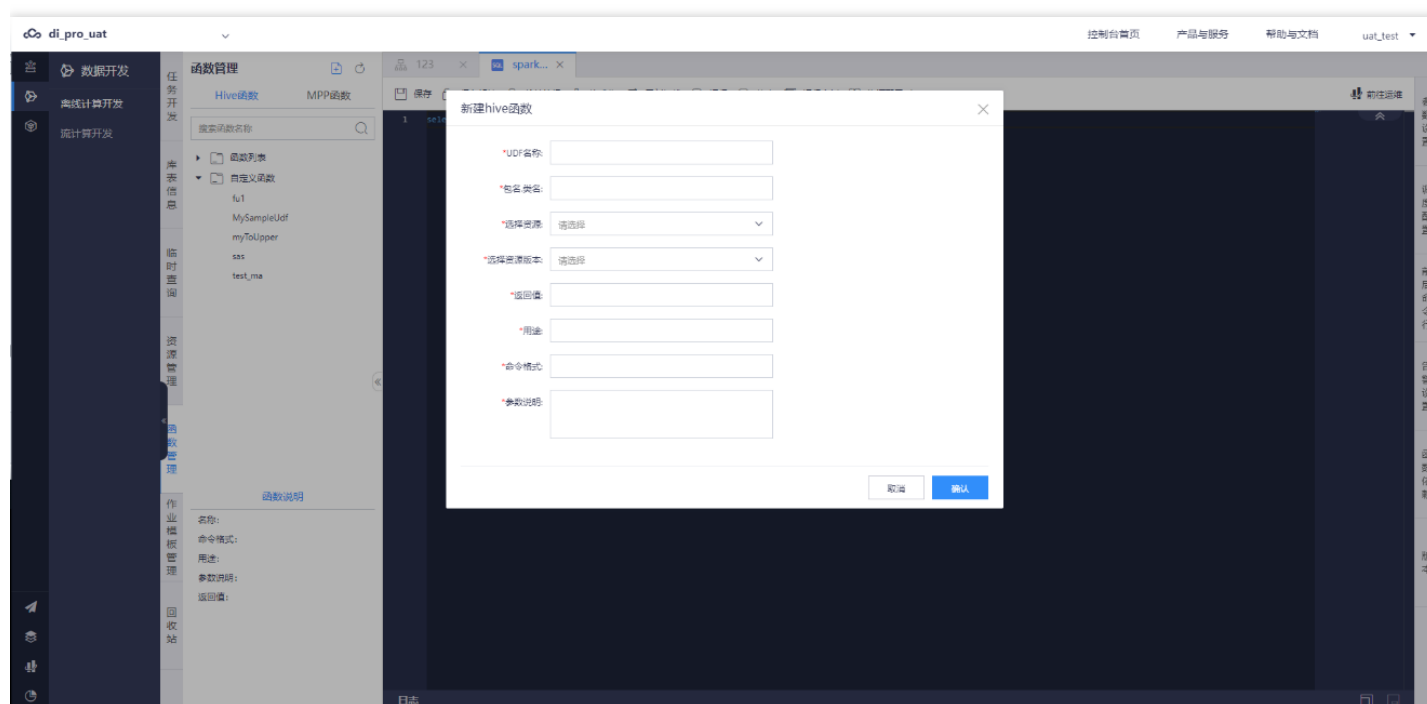 di_pro_uat
控制台首页 产品与服务 帮助与文档 uat_test
数据开发
离线计算开发
流计算开发
任务开发
库表信息
临时查询
资源管理
函数管理
作业模板管理
回收站
函数管理
Hive函数 MPP函数
搜索函数名称
函数列表
自定义函数
fu1
MySampleUdf
myToUpper
sas
test_ma
函数说明
名称:
命令格式:
用途:
参数说明:
返回值:
123
SQL spark...
保存
前往运维
1 sele
新建hive函数
*UDF名称:
*包名.类名:
*选择资源: 请选择
*选择资源版本: 请选择
*返回值:
*用途:
*命令格式:
*参数说明:
取消 确认
日志